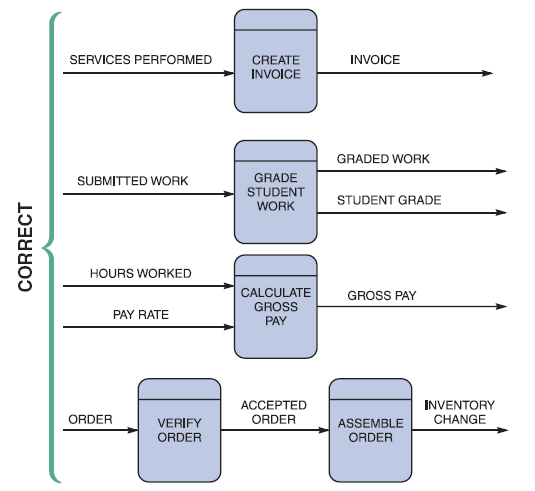 CORRECT
SERVICES PERFORMED
CREATE
INVOICE
INVOICE
SUBMITTED WORK
GRADE
STUDENT
WORK
GRADED WORK
STUDENT GRADE
HOURS WORKED
PAY RATE
CALCULATE
GROSS
PAY
GROSS PAY
ORDER
VERIFY
ORDER
ACCEPTED
ORDER
ASSEMBLE
ORDER
INVENTORY
CHANGE